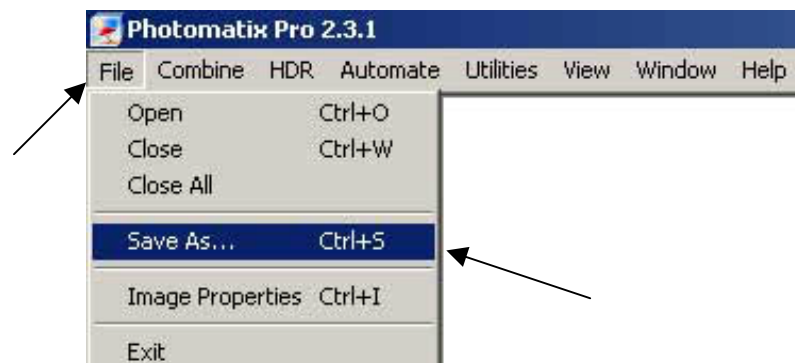 Photomatix Pro 2.3.1
File Combine HDR Automate Utilities View Window Help
Open Ctrl+O
Close Ctrl+W
Close All
Save As... Ctrl+S
Image Properties Ctrl+I
Exit